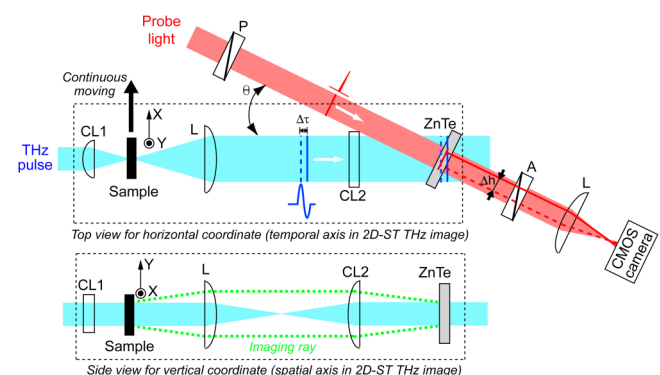 Probe
light
P
Continuous
moving
Θ
X
Y
CL1
L
Δτ
ZnTe
THz
pulse
Sample
CL2
Δh
A
L
CMOS
camera
Top view for horizontal coordinate (temporal axis in 2D-ST THz image)
Y
X
CL1
L
CL2
ZnTe
Sample
Imaging ray
Side view for vertical coordinate (spatial axis in 2D-ST THz image)